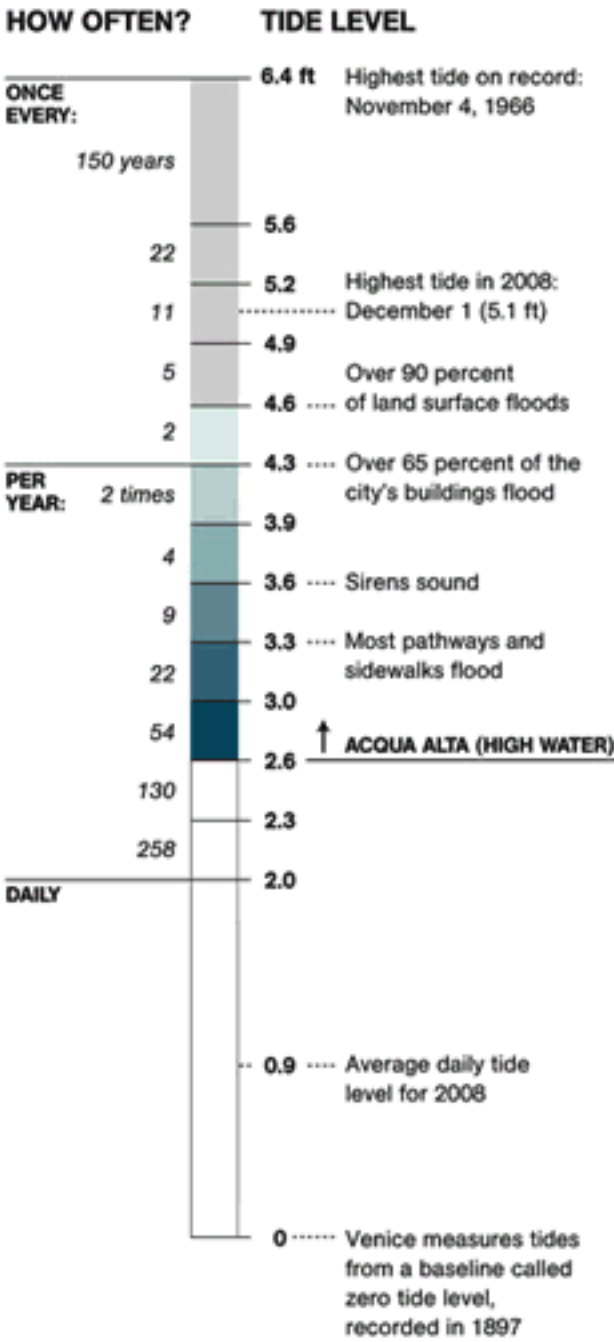 HOW OFTEN? TIDE LEVEL
6.4 ft Highest tide on record:
November 4, 1966
ONCE
EVERY:
150 years
5.6
22
5.2 Highest tide in 2008:
December 1 (5.1 ft)
11
4.9
5
Over 90 percent
4.6 of land surface floods
2
4.3 Over 65 percent of the
city's buildings flood
PER
YEAR: 2 times
3.9
4
3.6 Sirens sound
9
3.3 Most pathways and
sidewalks flood
22
3.0
54
ACQUA ALTA (HIGH WATER)
2.6
130
2.3
258
2.0
DAILY
0.9 Average daily tide
level for 2008
0 Venice measures tides
from a baseline called
zero tide level,
recorded in 1897